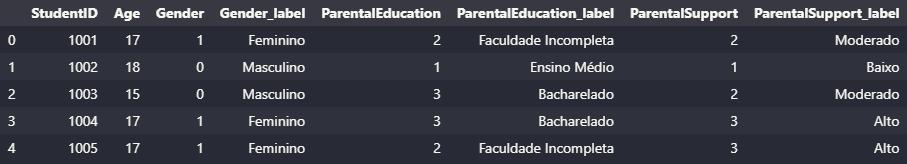 StudentID Age Gender Gender_label ParentalEducation ParentalEducation_label ParentalSupport ParentalSupport_label
0 1001 17 1 Feminino 2 Faculdade Incompleta 2 Moderado
1 1002 18 0 Masculino 1 Ensino Médio 1 Baixo
2 1003 15 0 Masculino 3 Bacharelado 2 Moderado
3 1004 17 1 Feminino 3 Bacharelado 3 Alto
4 1005 17 1 Feminino 2 Faculdade Incompleta 3 Alto